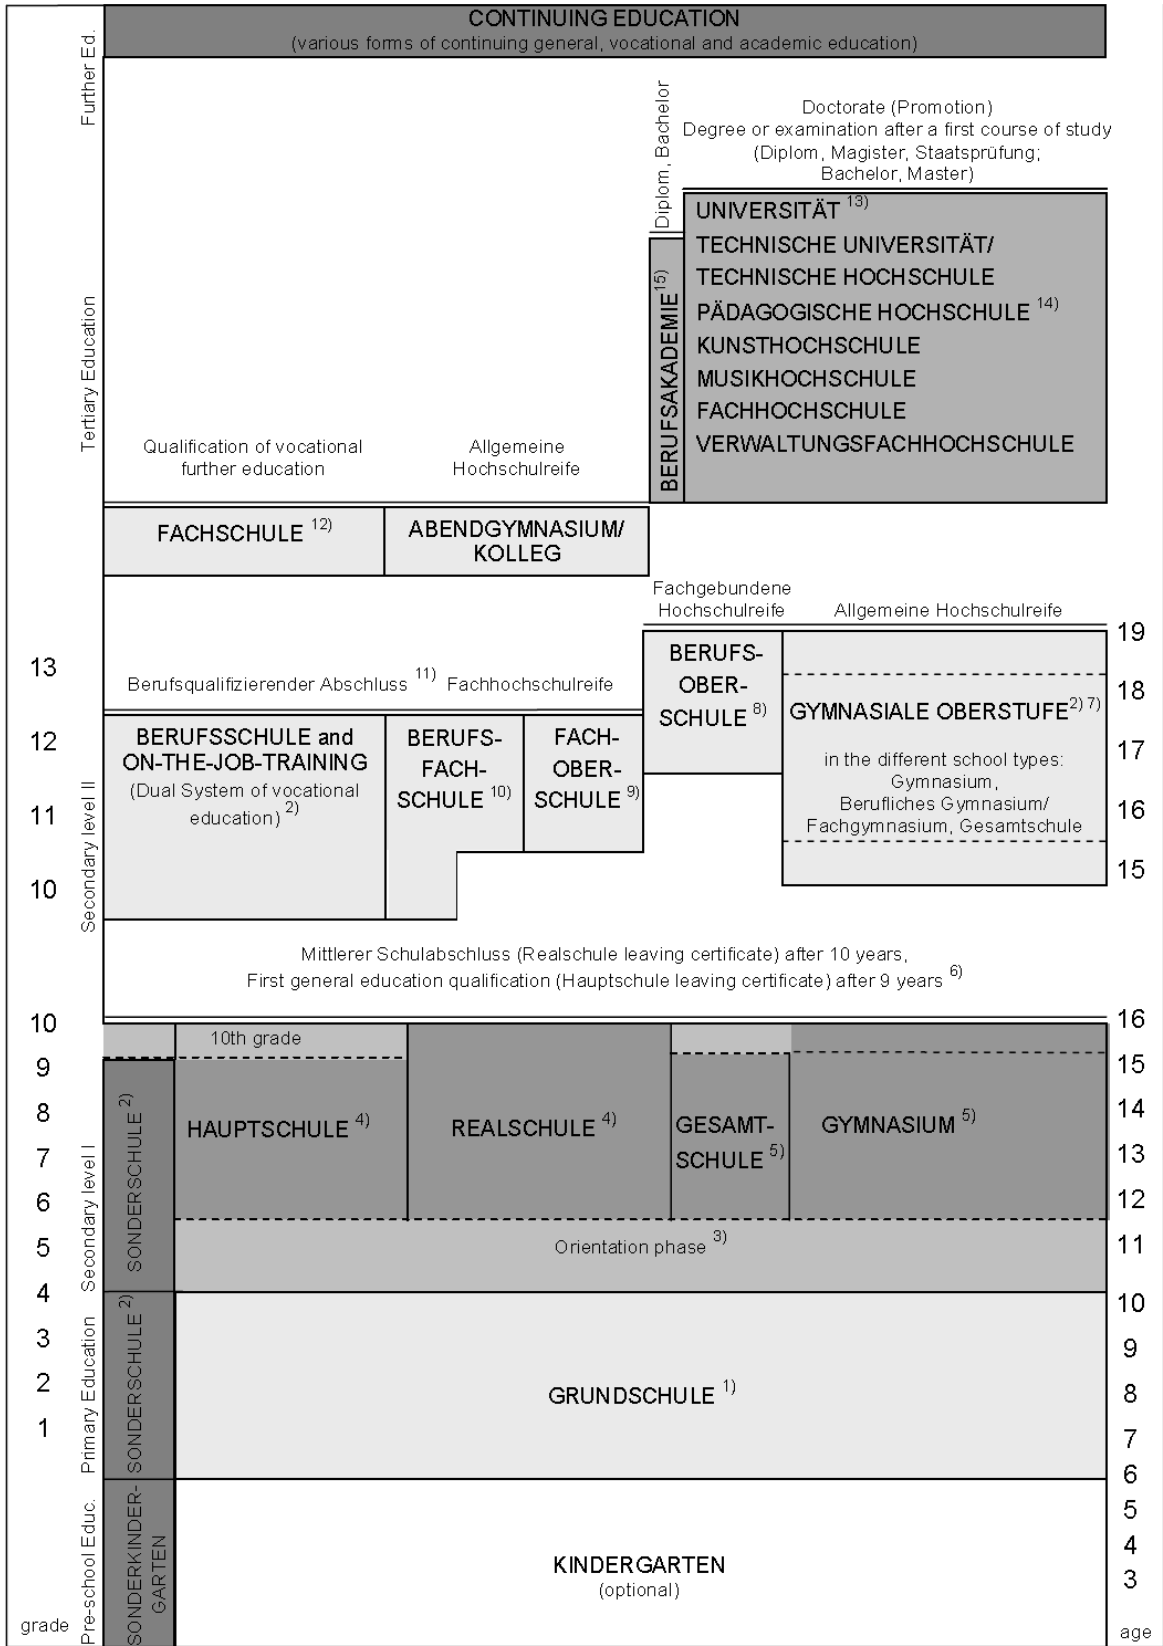 CONTINUING EDUCATION
(various forms of continuing general, vocational and academic education)
Further Ed.
Tertiary Education
Diplom, Bachelor
Doctorate (Promotion)
Degree or examination after a first course of study
(Diplom, Magister, Staatsprüfung;
Bachelor, Master)
BERUFSAKADEMIE 15)
UNIVERSITÄT 13)
TECHNISCHE UNIVERSITÄT/
TECHNISCHE HOCHSCHULE
PÄDAGOGISCHE HOCHSCHULE 14)
KUNSTHOCHSCHULE
MUSIKHOCHSCHULE
FACHHOCHSCHULE
VERWALTUNGSFACHHOCHSCHULE
Qualification of vocational
further education
Allgemeine
Hochschulreife
FACHSCHULE 12)
ABENDGYMNASIUM/
KOLLEG
Fachgebundene
Hochschulreife
Allgemeine Hochschulreife
Berufsqualifizierender Abschluss 11)
Fachhochschulreife
Secondary level II
13
12
11
10
BERUFSSCHULE and
ON-THE-JOB-TRAINING
(Dual System of vocational
education) 2)
BERUFS-
FACH-
SCHULE 10)
FACH-
OBER-
SCHULE 9)
BERUFS-
OBER-
SCHULE 8)
GYMNASIALE OBERSTUFE 2) 7)
in the different school types:
Gymnasium,
Berufliches Gymnasium/
Fachgymnasium, Gesamtschule
19
18
17
16
15
Mittlerer Schulabschluss (Realschule leaving certificate) after 10 years,
First general education qualification (Hauptschule leaving certificate) after 9 years 6)
Secondary level I
10
9
8
7
6
5
4
10th grade
SONDERSCHULE 2)
HAUPTSCHULE 4)
REALSCHULE 4)
GESAMT-
SCHULE 5)
GYMNASIUM 5)
Orientation phase 3)
16
15
14
13
12
11
10
Primary Education
3
2
1
SONDERSCHULE 2)
GRUNDSCHULE 1)
9
8
7
6
Pre-school Educ.
SONDERKINDER-
GARTEN
KINDERGARTEN
(optional)
5
4
3
grade
age